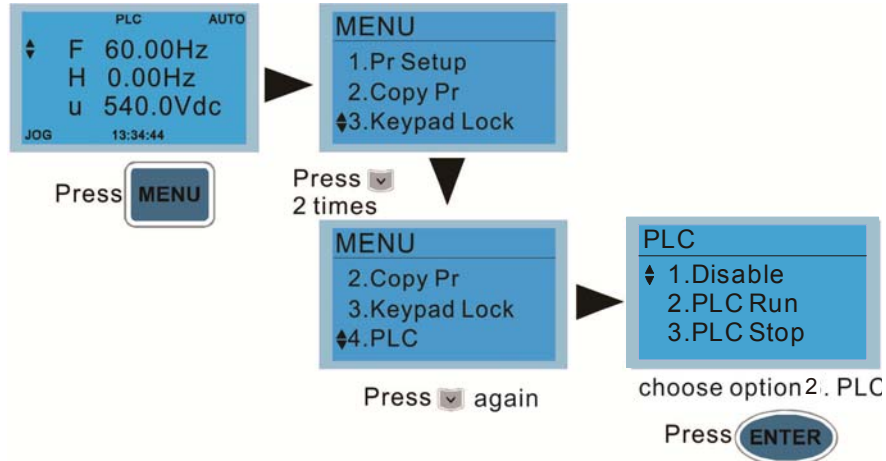 PLC AUTO
F 60.00Hz
H 0.00Hz
u 540.0Vdc
JOG 13:34:44
Press MENU
MENU
1.Pr Setup
2.Copy Pr
3.Keypad Lock
Press
2 times
MENU
2.Copy Pr
3.Keypad Lock
4.PLC
Press again
PLC
1.Disable
2.PLC Run
3.PLC Stop
choose option 2. PLC
Press ENTER